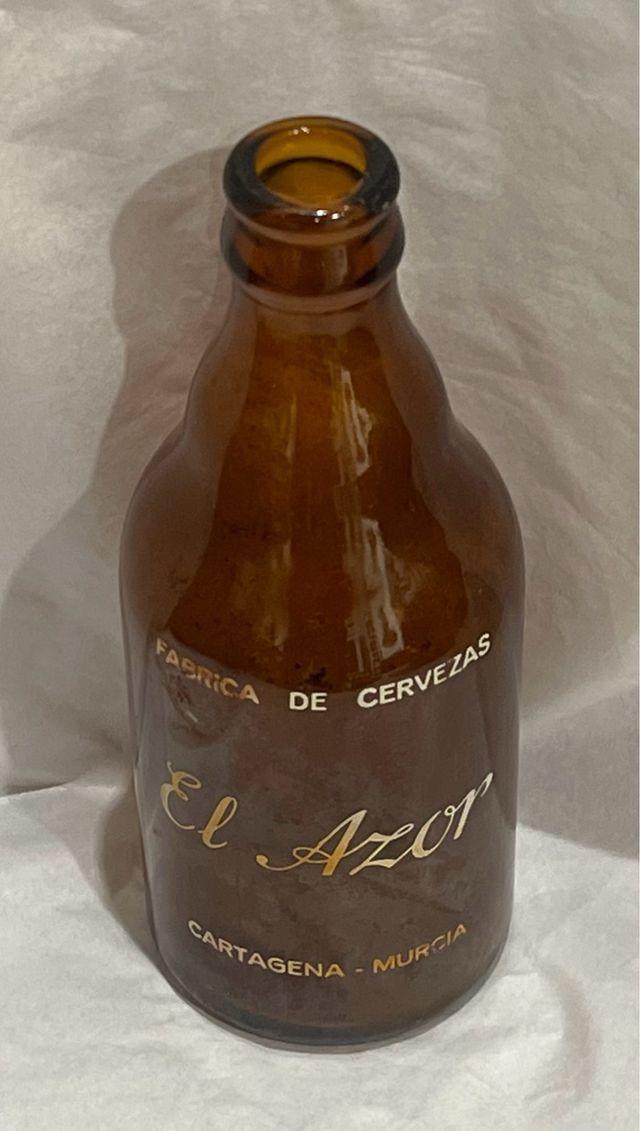 FABRICA DE CERVEZAS
El Azor
CARTAGENA - MURCIA